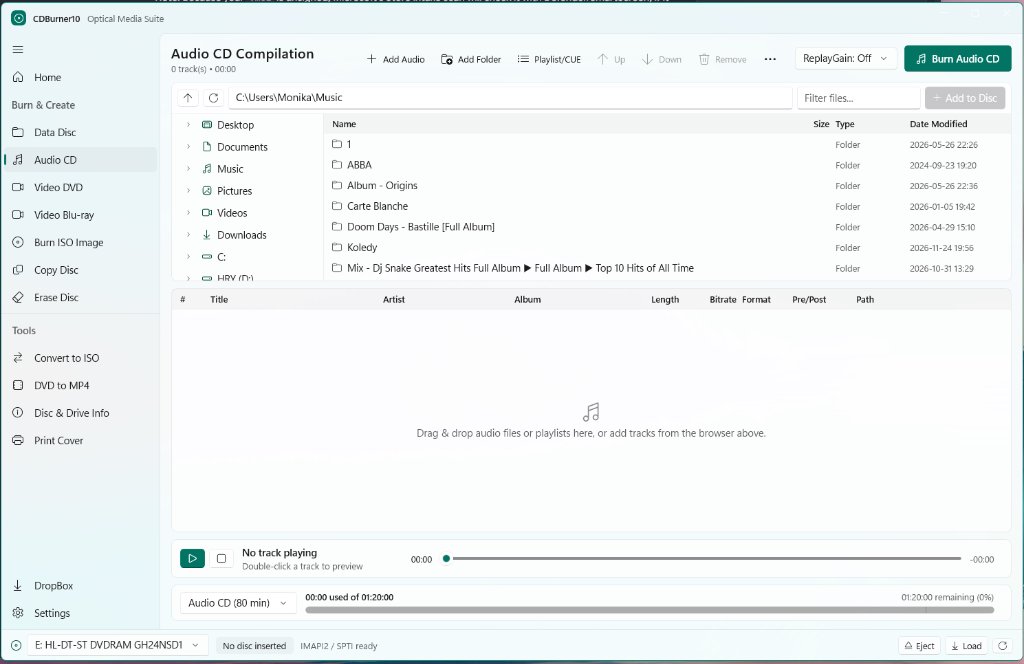 CDBurner10 Optical Media Suite
Home
Burn & Create
Data Disc
Audio CD
Video DVD
Video Blu-ray
Burn ISO Image
Copy Disc
Erase Disc
Tools
Convert to ISO
DVD to MP4
Disc & Drive Info
Print Cover
DropBox
Settings
Audio CD Compilation
0 track(s) • 00:00
Add Audio Add Folder Playlist/CUE Up Down Remove ReplayGain: Off Burn Audio CD
C:\Users\Monika\Music Filter files... + Add to Disc
Desktop
Documents
Music
Pictures
Videos
Downloads
C:
HRY (D:)
Name Size Type Date Modified
1 Folder 2026-05-26 22:26
ABBA Folder 2024-09-23 19:20
Album - Origins Folder 2026-05-26 22:36
Carte Blanche Folder 2026-01-05 19:42
Doom Days - Bastille [Full Album] Folder 2026-04-29 15:10
Koledy Folder 2026-11-24 19:56
Mix - Dj Snake Greatest Hits Full Album ▶ Full Album ▶ Top 10 Hits of All Time Folder 2026-10-31 13:29
# Title Artist Album Length Bitrate Format Pre/Post Path
Drag & drop audio files or playlists here, or add tracks from the browser above.
No track playing 00:00 -00:00
Double-click a track to preview
Audio CD (80 min) 00:00 used of 01:20:00 01:20:00 remaining (0%)
E: HL-DT-ST DVDRAM GH24NSD1 No disc inserted IMAPI2 / SPTI ready Eject Load